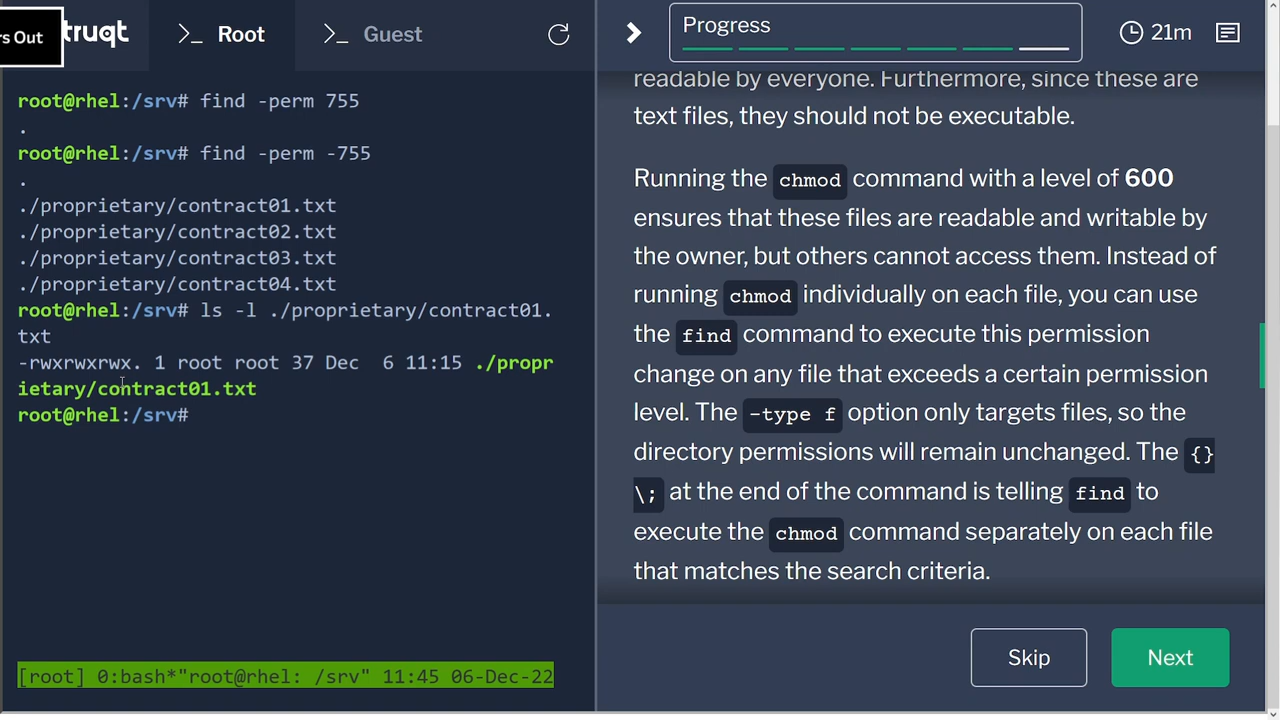 rs Out
truqt
>_ Root
>_ Guest
root@rhel:/srv# find -perm 755
.
root@rhel:/srv# find -perm -755
.
./proprietary/contract01.txt
./proprietary/contract02.txt
./proprietary/contract03.txt
./proprietary/contract04.txt
root@rhel:/srv# ls -l ./proprietary/contract01.
txt
-rwxrwxrwx. 1 root root 37 Dec  6 11:15 ./propr
ietary/contract01.txt
root@rhel:/srv#
[root] 0:bash*"root@rhel: /srv" 11:45 06-Dec-22
Progress
21m
readable by everyone. Furthermore, since these are
text files, they should not be executable.
Running the chmod command with a level of 600
ensures that these files are readable and writable by
the owner, but others cannot access them. Instead of
running chmod individually on each file, you can use
the find command to execute this permission
change on any file that exceeds a certain permission
level. The -type f option only targets files, so the
directory permissions will remain unchanged. The {}
\; at the end of the command is telling find to
execute the chmod command separately on each file
that matches the search criteria.
Skip
Next